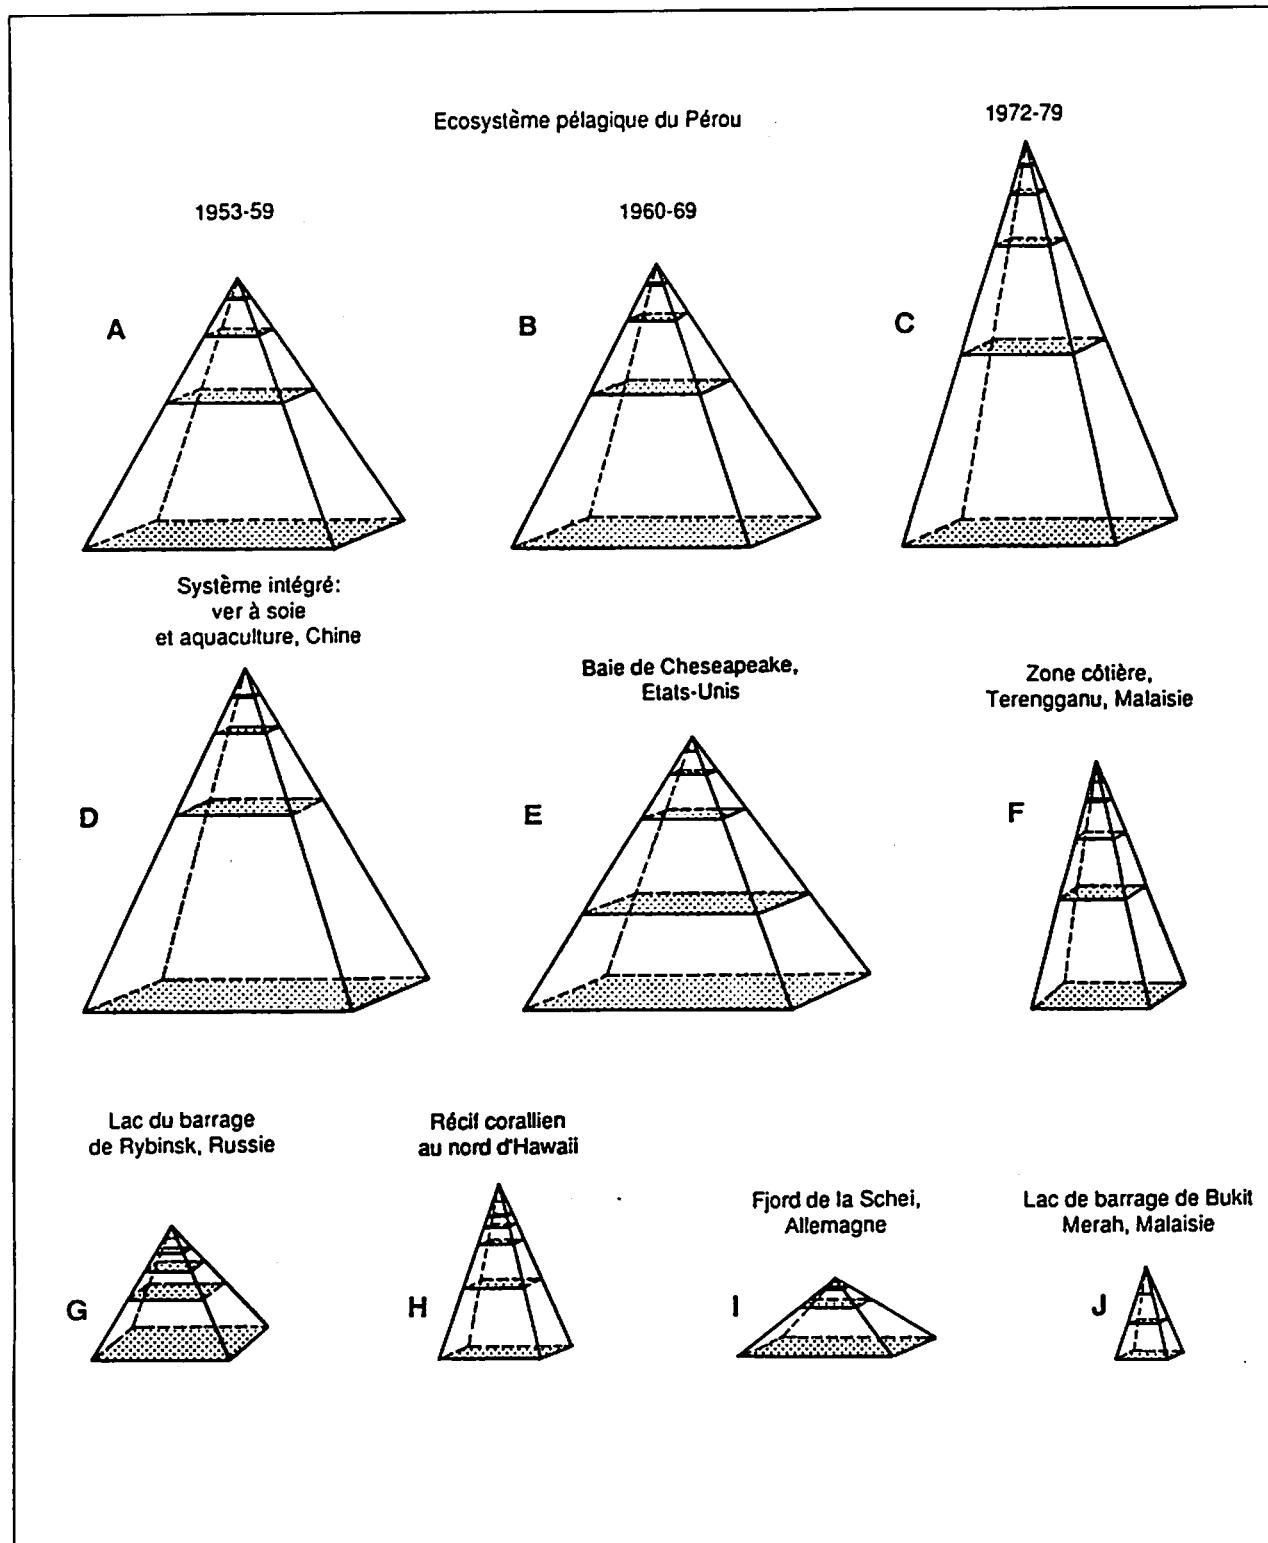 Ecosystème pélagique du Pérou
1972-79
1953-59
1960-69
A
B
C
Système intégré:
ver à soie
et aquaculture, Chine
Baie de Cheseapeake,
Etats-Unis
Zone côtière,
Terengganu, Malaisie
D
E
F
Lac du barrage
de Rybinsk, Russie
Récif corallien
au nord d'Hawaii
Fjord de la Schei,
Allemagne
Lac de barrage de Bukit
Merah, Malaisie
G
H
I
J